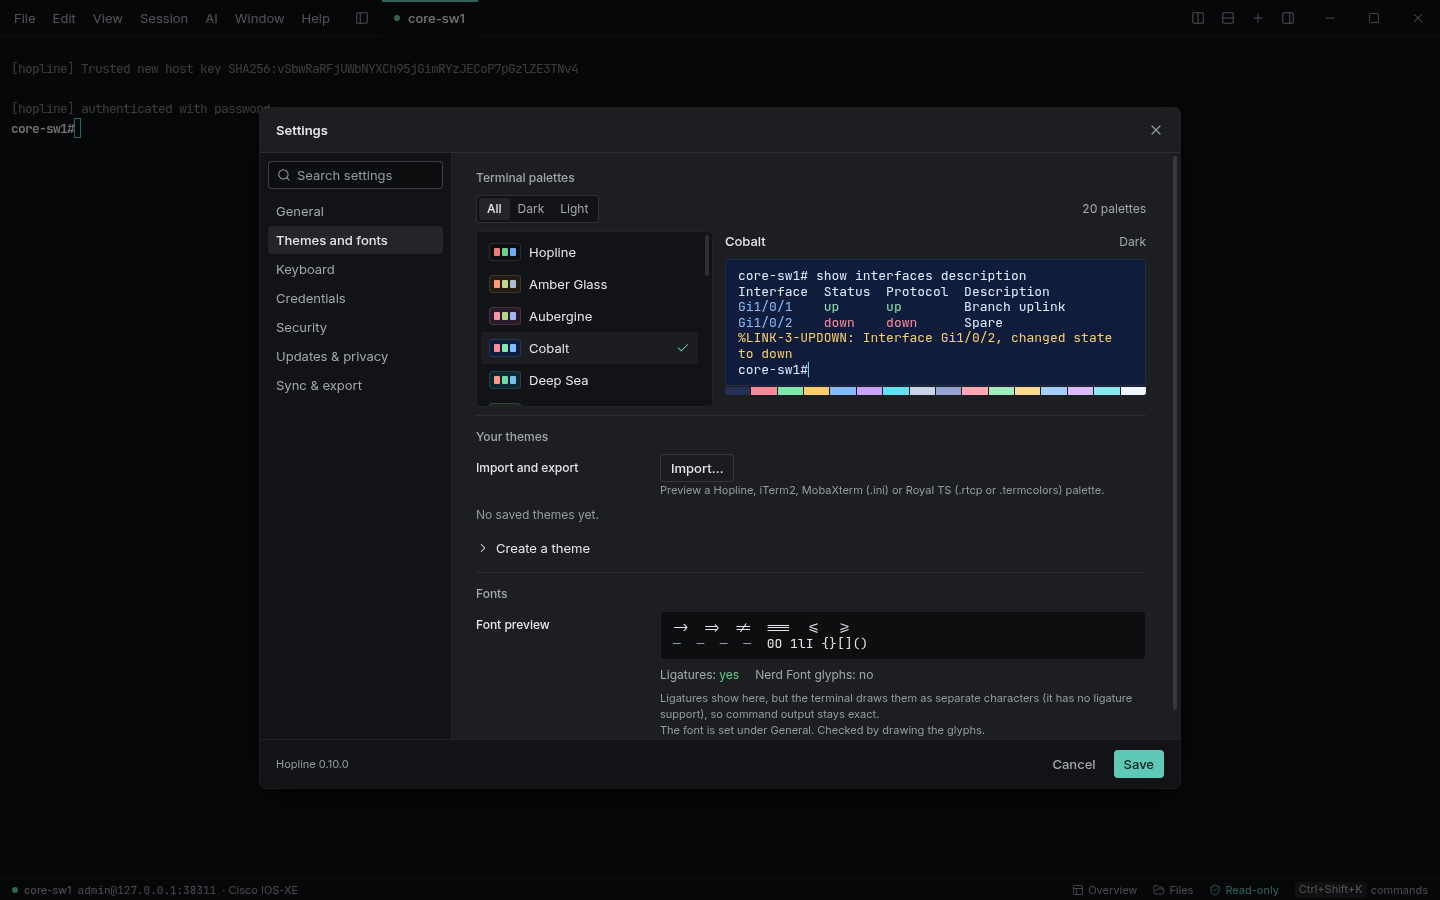 File Edit View Session AI Window Help core-sw1
[hopline] Trusted new host key SHA256:vSbwRaRFjUWbNYXCh95jGimRYzJECoP7pGzlZE3TNv4
[hopline] authenticated with password
core-sw1#
Settings
Search settings
General
Themes and fonts
Keyboard
Credentials
Security
Updates & privacy
Sync & export
Terminal palettes
All Dark Light
20 palettes
Hopline
Amber Glass
Aubergine
Cobalt
Deep Sea
Cobalt Dark
core-sw1# show interfaces description
Interface Status Protocol Description
Gi1/0/1 up up Branch uplink
Gi1/0/2 down down Spare
%LINK-3-UPDOWN: Interface Gi1/0/2, changed state
to down
core-sw1#
Your themes
Import and export Import...
Preview a Hopline, iTerm2, MobaXterm (.ini) or Royal TS (.rtcp or .termcolors) palette.
No saved themes yet.
Create a theme
Fonts
Font preview
-> => != === <= >=
— — — — 0O 1lI {}[]()
Ligatures: yes Nerd Font glyphs: no
Ligatures show here, but the terminal draws them as separate characters (it has no ligature
support), so command output stays exact.
The font is set under General. Checked by drawing the glyphs.
Hopline 0.10.0
Cancel Save
core-sw1 admin@127.0.0.1:38311 · Cisco IOS-XE
Overview Files Read-only Ctrl+Shift+K commands